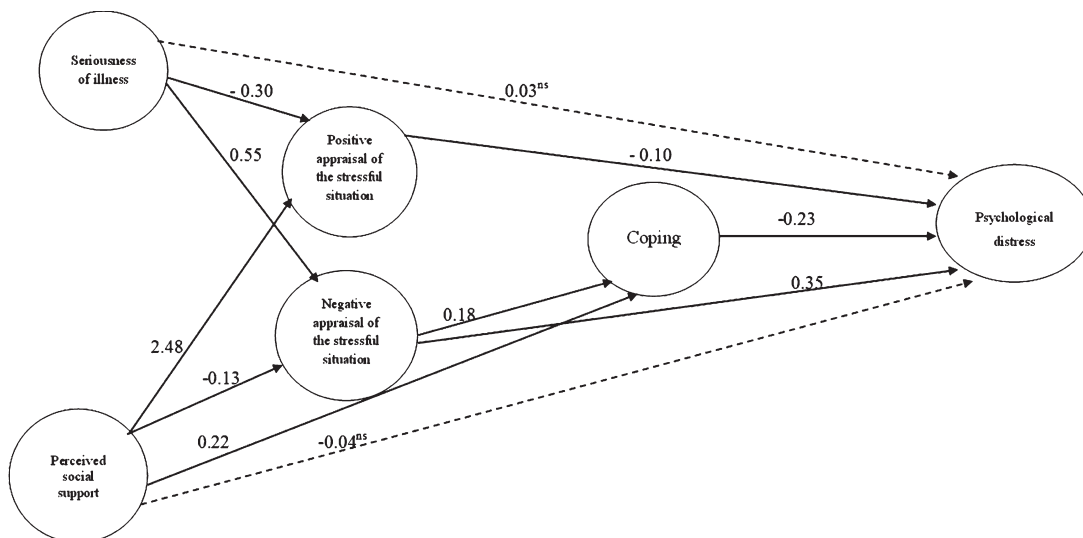 Seriousness
of illness
0.03ns
- 0.30
Positive
appraisal of
the stressful
situation
0.55
- 0.10
Coping
-0.23
Psychological
distress
Negative
appraisal of
the stressful
situation
0.18
0.35
2.48
-0.13
0.22
-0.04ns
Perceived
social
support